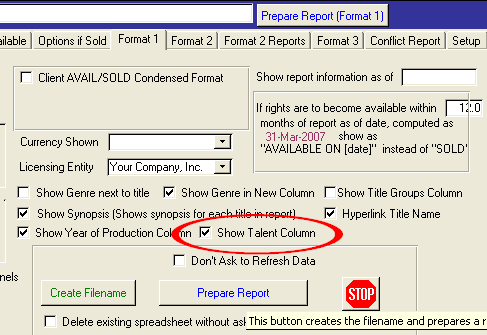 Prepare Report (Format 1)
ailable Options if Sold Format 1 Format 2 Format 2 Reports Format 3 Conflict Report Setup
Client AVAIL/SOLD Condensed Format
Show report information as of
If rights are to become available within 12.0
months of report as of date, computed as
31-Mar-2007 show as
"AVAILABLE ON [date]" instead of "SOLD'
Currency Shown
Licensing Entity Your Company, Inc.
Show Genre next to title Show Genre in New Column Show Title Groups Column
Show Synopsis (Shows synopsis for each title in report) Hyperlink Title Name
Show Year of Production Column Show Talent Column
Don't Ask to Refresh Data
nels
Create Filename Prepare Report STOP
Delete existing spreadsheet without as
This button creates the filename and prepares a r